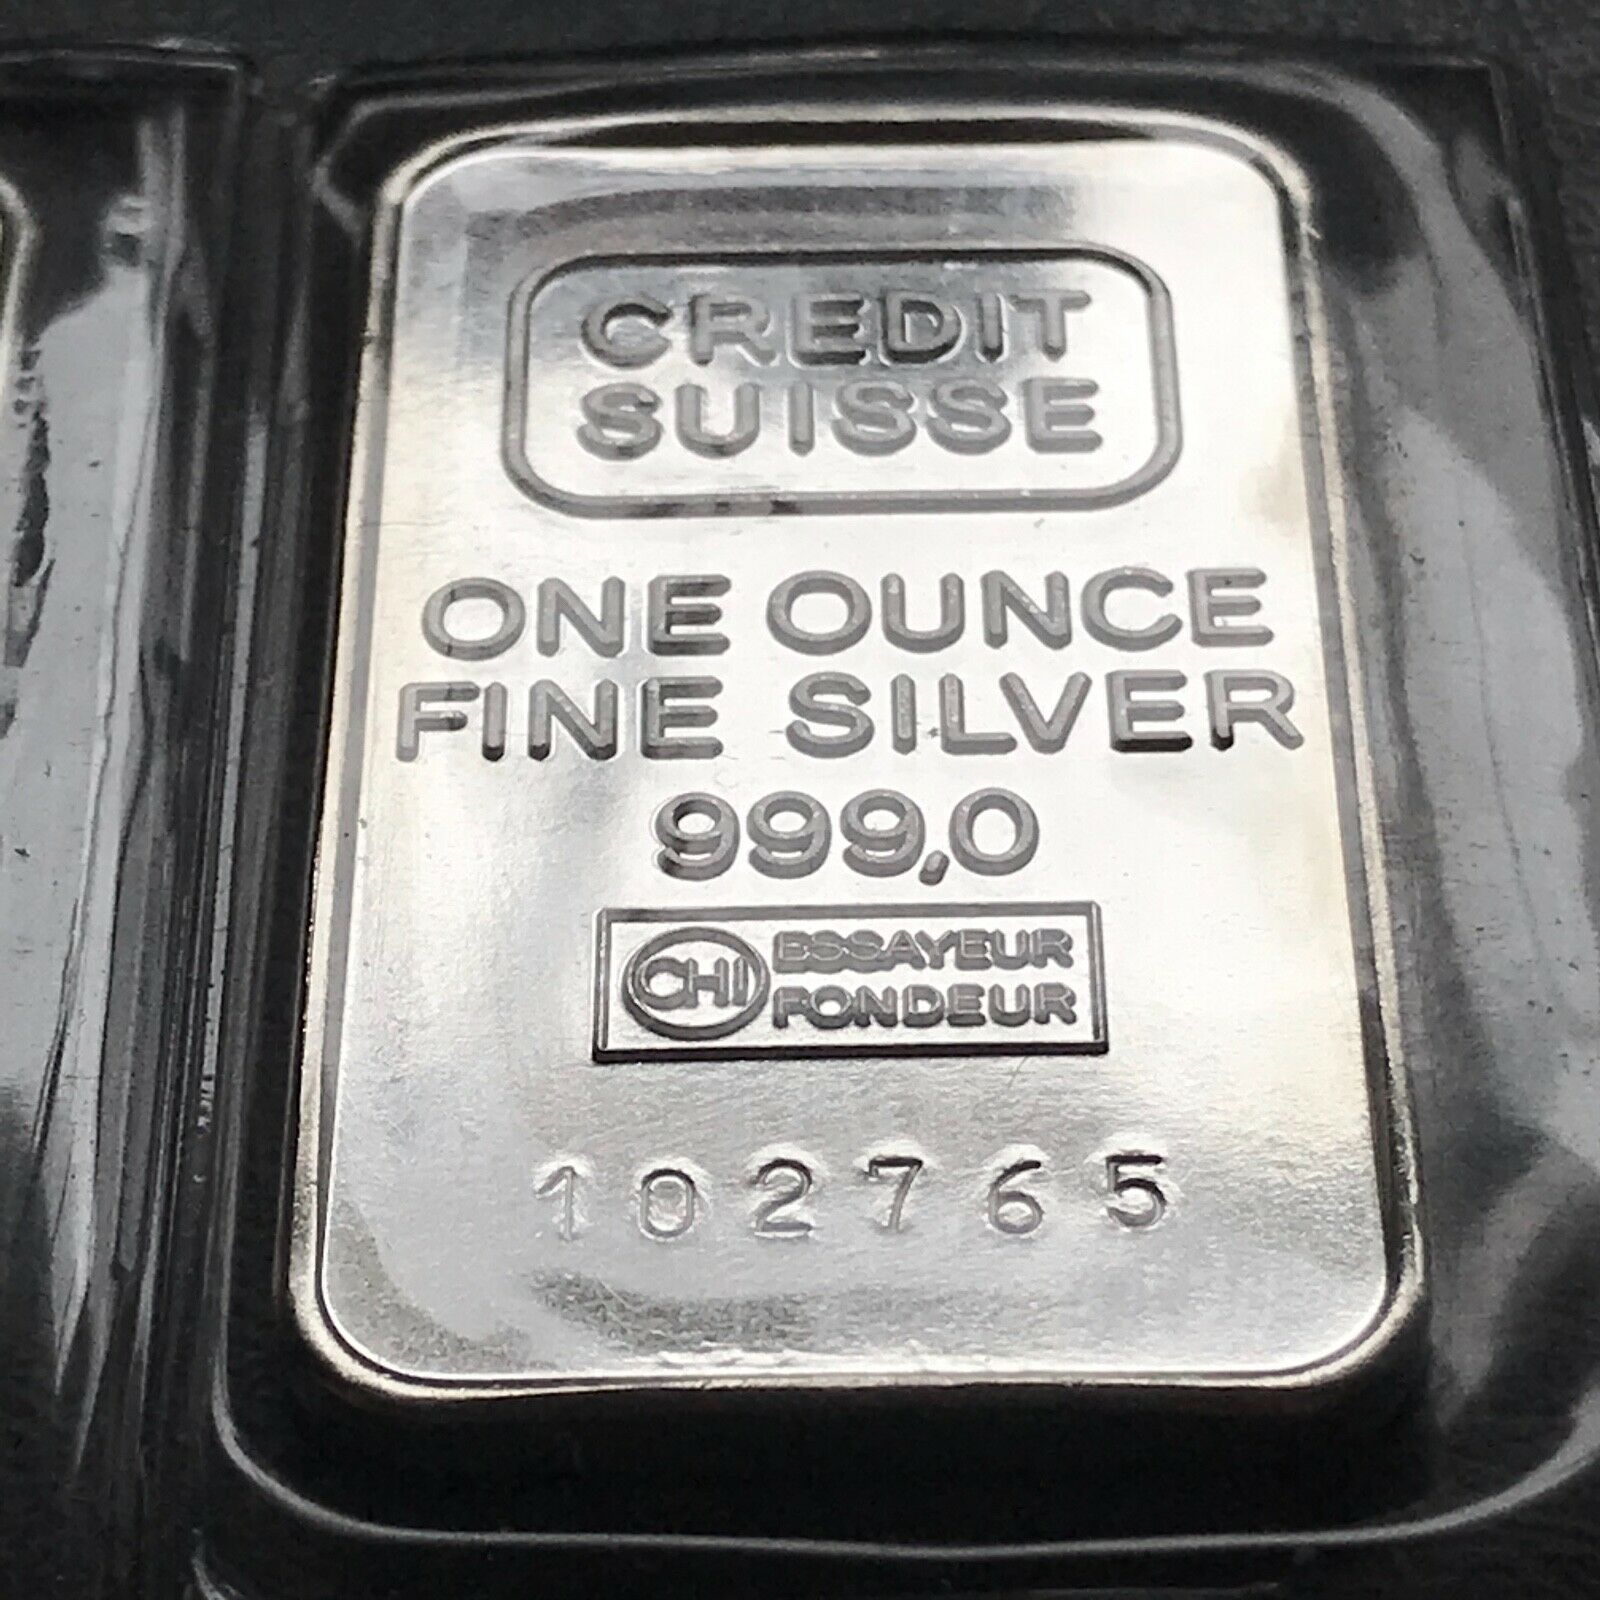 CREDIT
SUISSE
ONE OUNCE
FINE SILVER
999,0
CHI ESSAYEUR
FONDEUR
102765